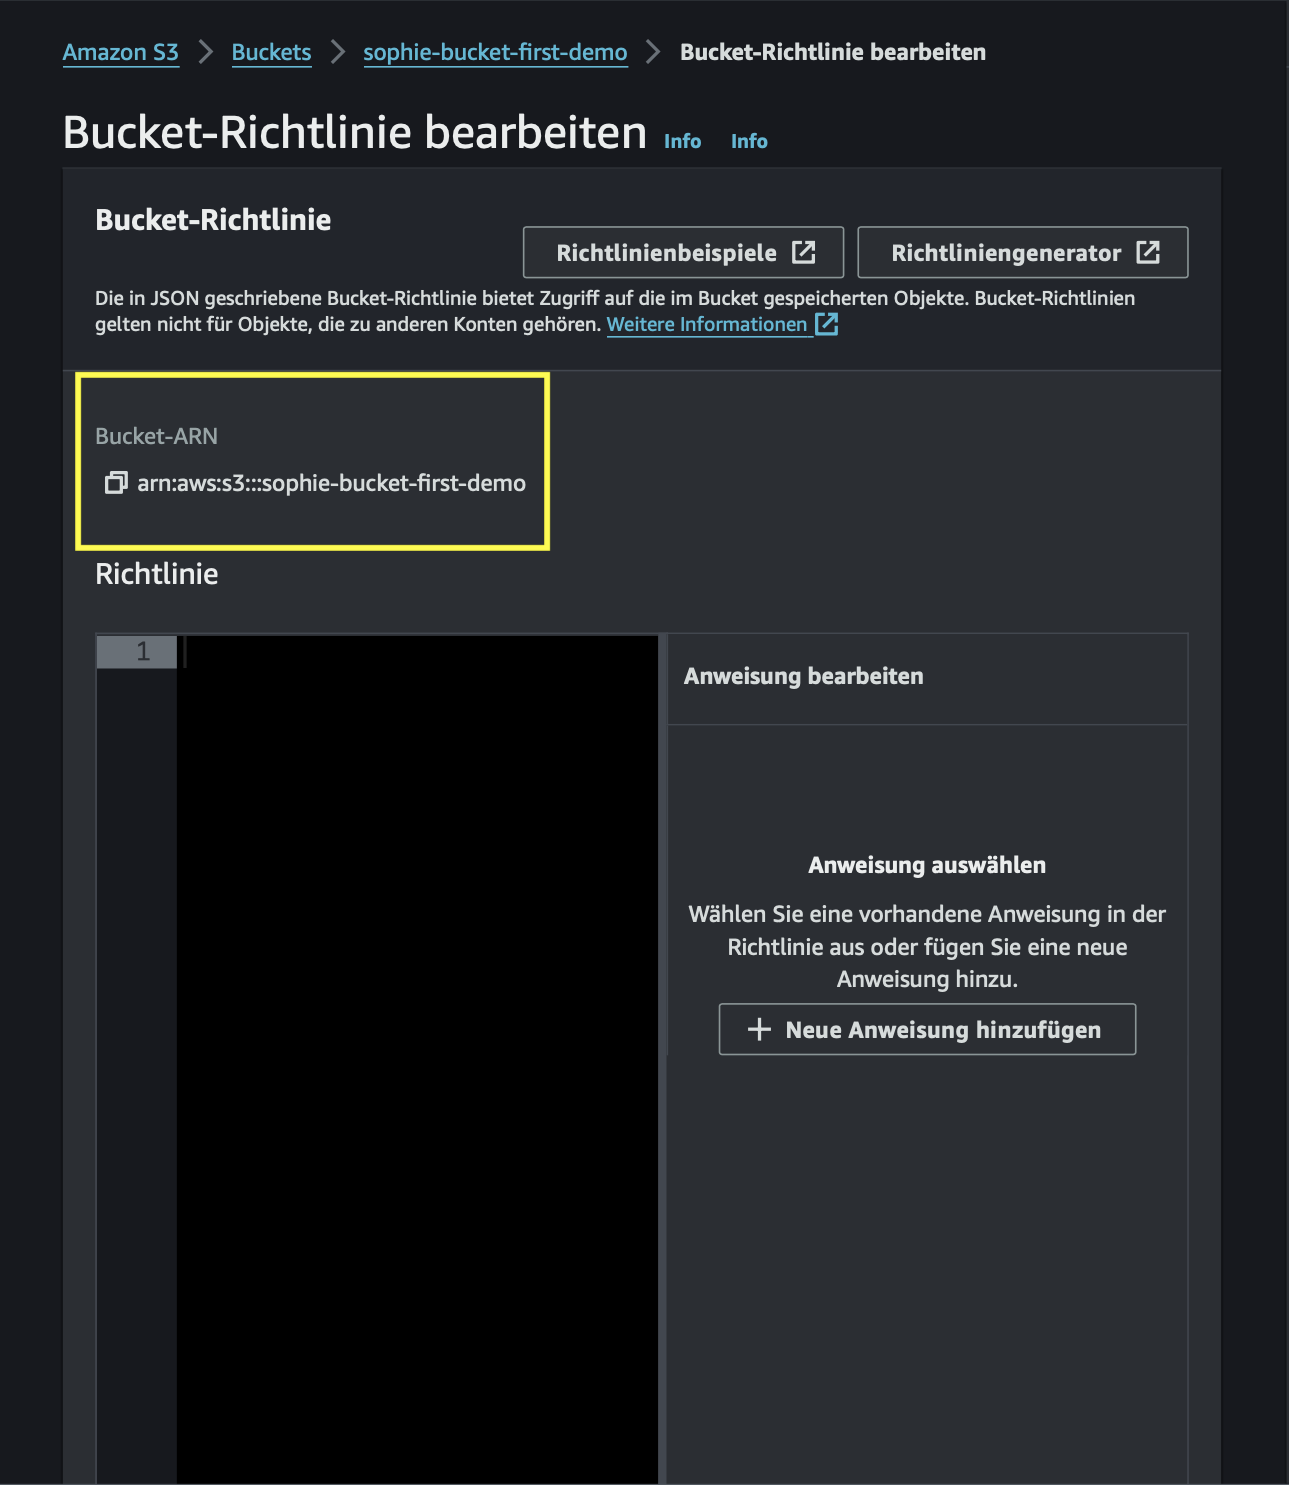 Amazon S3 > Buckets > sophie-bucket-first-demo > Bucket-Richtlinie bearbeiten
Bucket-Richtlinie bearbeiten Info Info
Bucket-Richtlinie
Richtlinienbeispiele Richtliniengenerator
Die in JSON geschriebene Bucket-Richtlinie bietet Zugriff auf die im Bucket gespeicherten Objekte. Bucket-Richtlinien
gelten nicht für Objekte, die zu anderen Konten gehören. Weitere Informationen
Bucket-ARN
arn:aws:s3:::sophie-bucket-first-demo
Richtlinie
1
Anweisung bearbeiten
Anweisung auswählen
Wählen Sie eine vorhandene Anweisung in der
Richtlinie aus oder fügen Sie eine neue
Anweisung hinzu.
+ Neue Anweisung hinzufügen